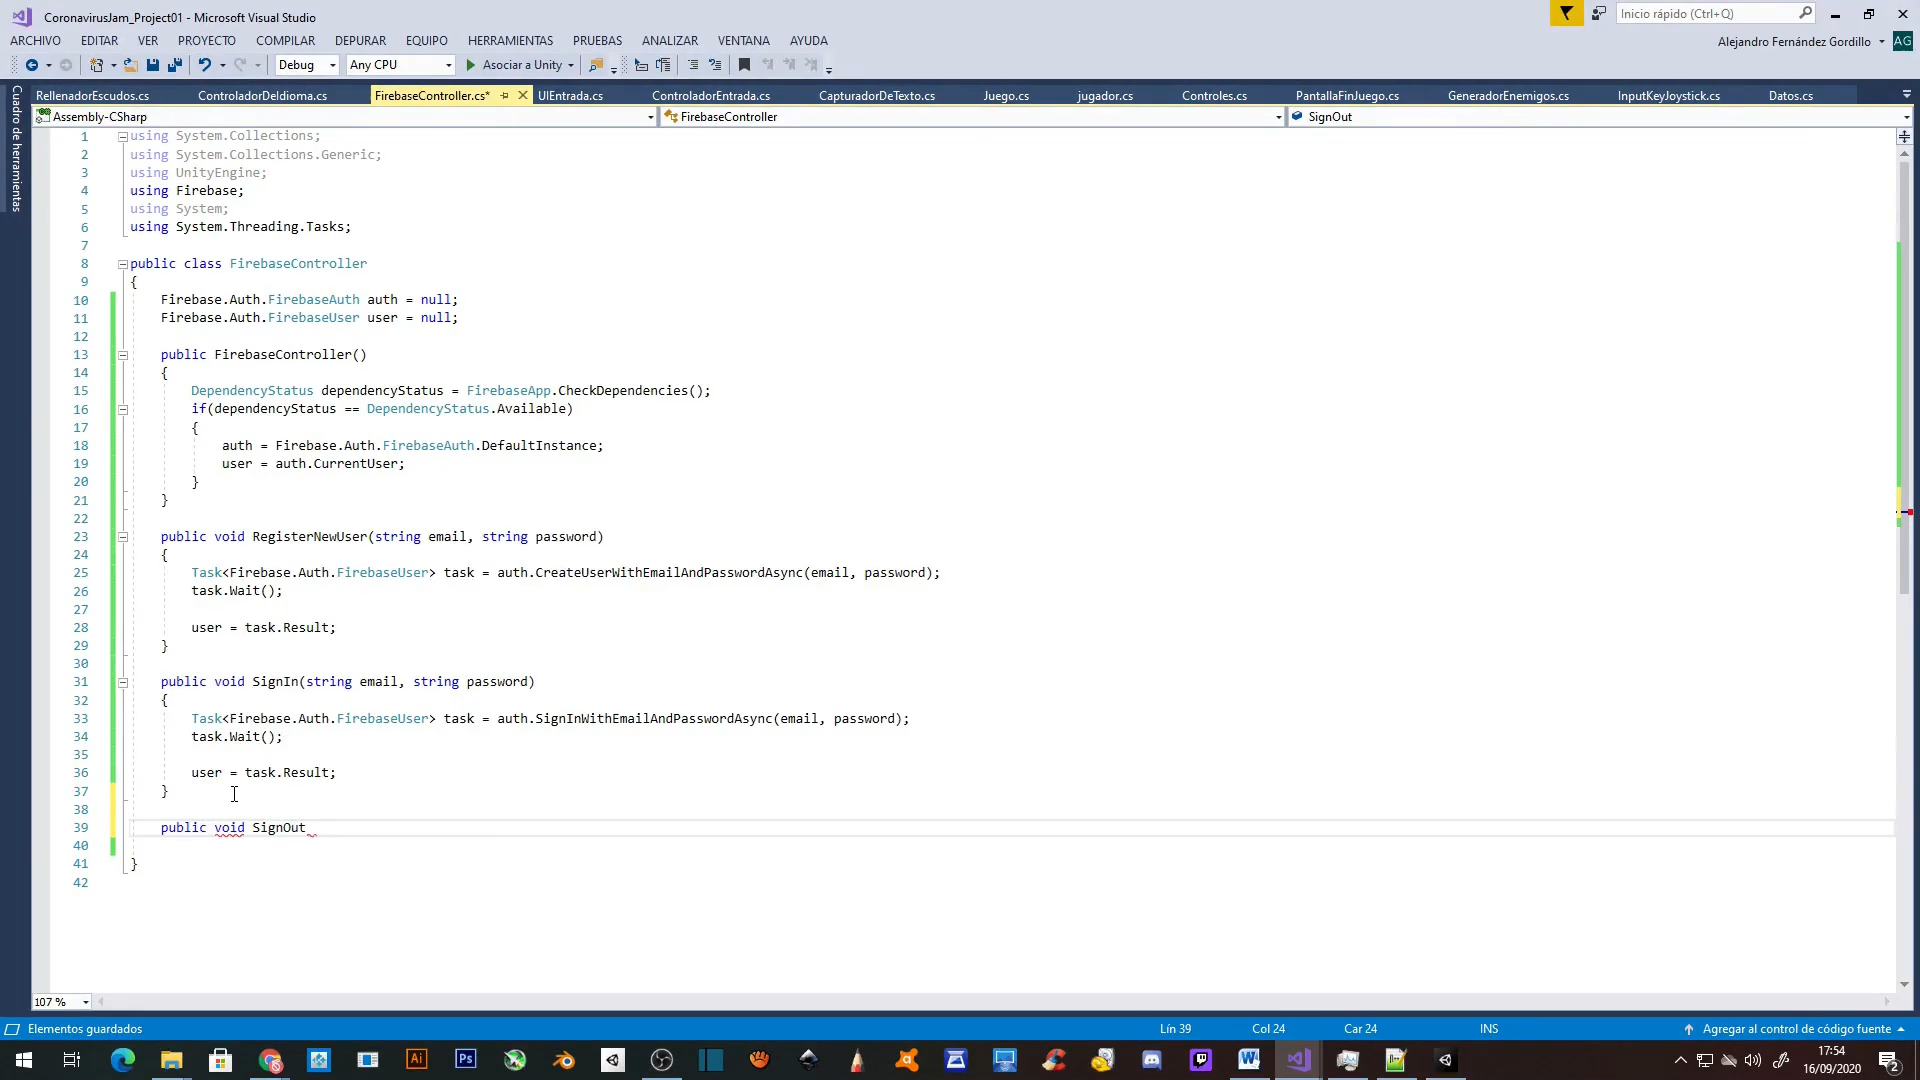 CoronavirusJam_Project01 - Microsoft Visual Studio
Inicio rápido (Ctrl+Q)
ARCHIVO EDITAR VER PROYECTO COMPILAR DEPURAR EQUIPO HERRAMIENTAS PRUEBAS ANALIZAR VENTANA AYUDA
Alejandro Fernández Gordillo AG
Debug Any CPU Asociar a Unity
Cuadro de herramientas
RellenadorEscudos.cs ControladorDeIdioma.cs FirebaseController.cs* UIEntrada.cs ControladorEntrada.cs CapturadorDeTexto.cs Juego.cs jugador.cs Controles.cs PantallaFinJuego.cs GeneradorEnemigos.cs InputKeyJoystick.cs Datos.cs
Assembly-CSharp FirebaseController SignOut
1 using System.Collections;
2 using System.Collections.Generic;
3 using UnityEngine;
4 using Firebase;
5 using System;
6 using System.Threading.Tasks;
7
8 public class FirebaseController
9 {
10 Firebase.Auth.FirebaseAuth auth = null;
11 Firebase.Auth.FirebaseUser user = null;
12
13 public FirebaseController()
14 {
15 DependencyStatus dependencyStatus = FirebaseApp.CheckDependencies();
16 if(dependencyStatus == DependencyStatus.Available)
17 {
18 auth = Firebase.Auth.FirebaseAuth.DefaultInstance;
19 user = auth.CurrentUser;
20 }
21 }
22
23 public void RegisterNewUser(string email, string password)
24 {
25 Task<Firebase.Auth.FirebaseUser> task = auth.CreateUserWithEmailAndPasswordAsync(email, password);
26 task.Wait();
27
28 user = task.Result;
29 }
30
31 public void SignIn(string email, string password)
32 {
33 Task<Firebase.Auth.FirebaseUser> task = auth.SignInWithEmailAndPasswordAsync(email, password);
34 task.Wait();
35
36 user = task.Result;
37 }
38
39 public void SignOut
40
41 }
42
107 %
Elementos guardados Lín 39 Col 24 Car 24 INS Agregar al control de código fuente
Ai Ps
17:54
16/09/2020
2